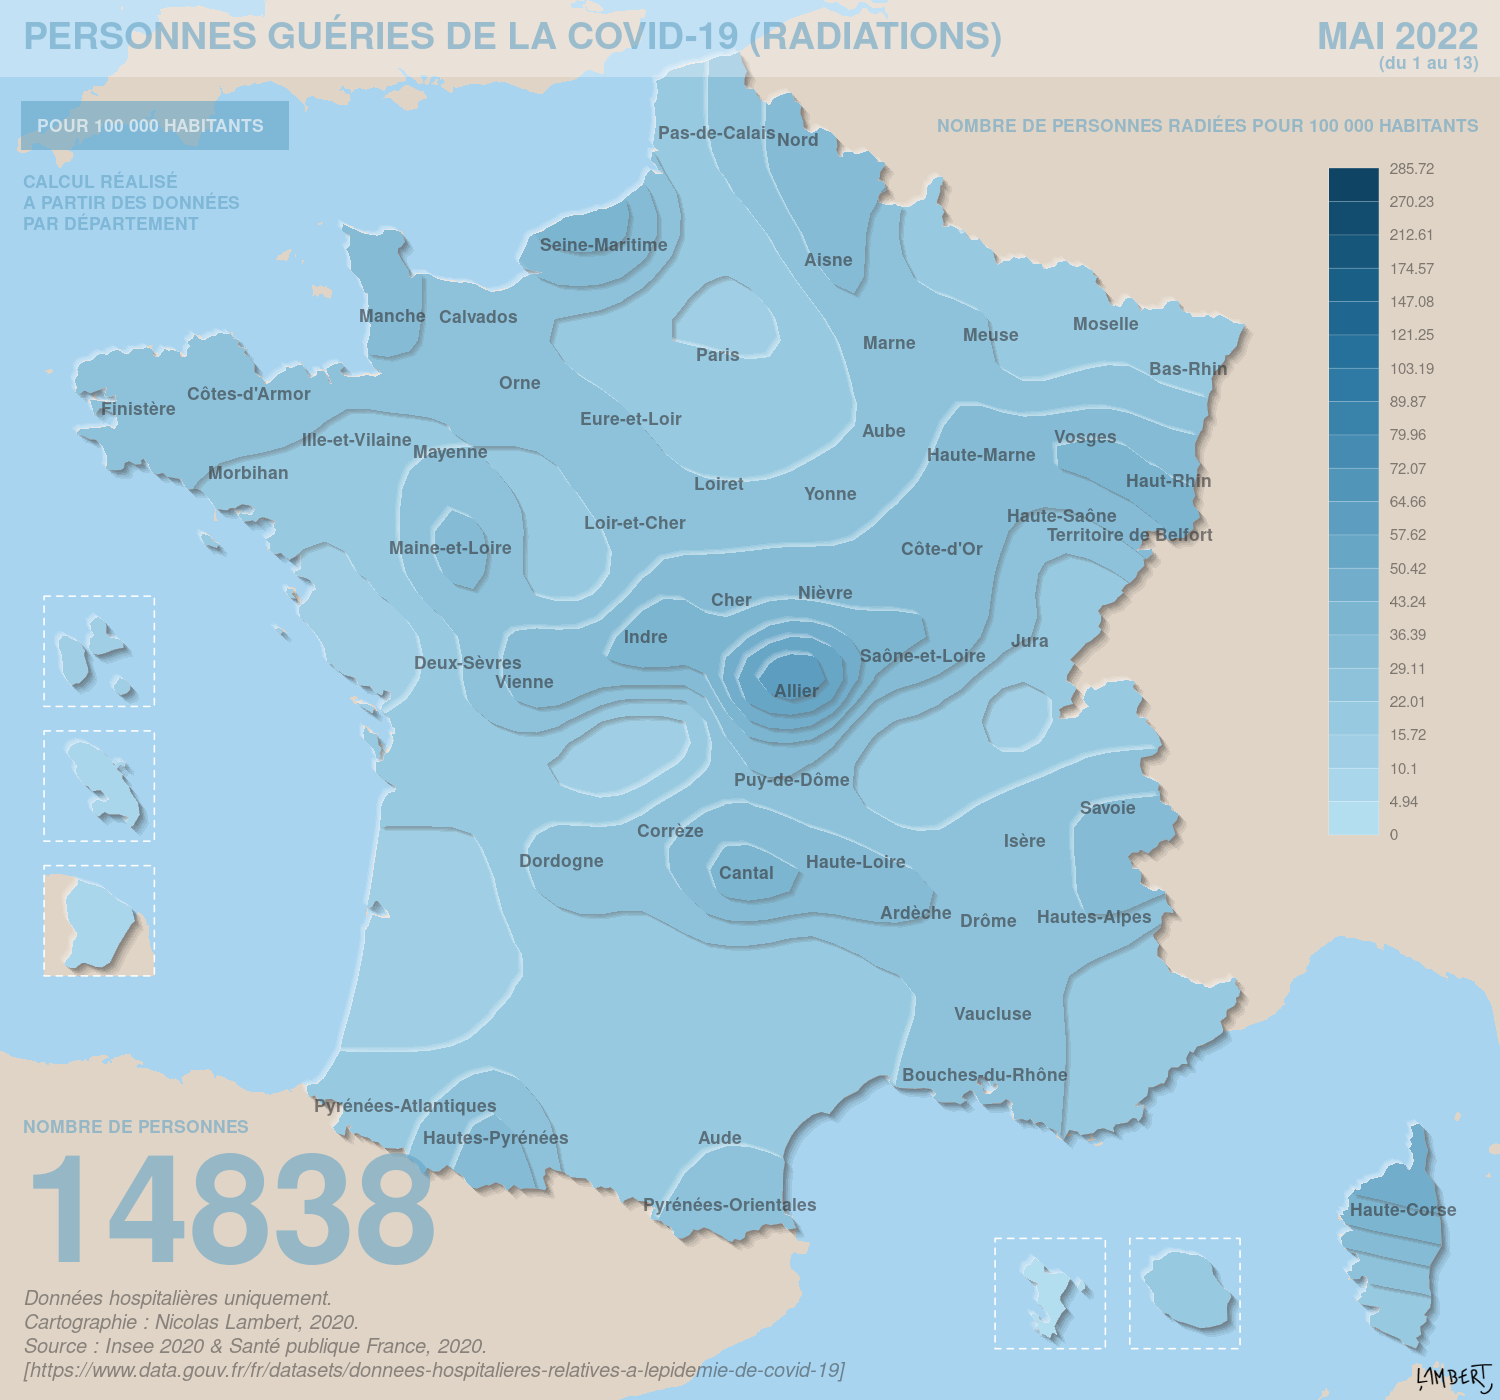 PERSONNES GUÉRIES DE LA COVID-19 (RADIATIONS)
MAI 2022
(du 1 au 13)
POUR 100 000 HABITANTS
CALCUL RÉALISÉ
A PARTIR DES DONNÉES
PAR DÉPARTEMENT
NOMBRE DE PERSONNES RADIÉES POUR 100 000 HABITANTS
285.72
270.23
212.61
174.57
147.08
121.25
103.19
89.87
79.96
72.07
64.66
57.62
50.42
43.24
36.39
29.11
22.01
15.72
10.1
4.94
0
Pas-de-Calais
Nord
Seine-Maritime
Aisne
Manche
Calvados
Paris
Marne
Meuse
Moselle
Bas-Rhin
Finistère
Côtes-d'Armor
Orne
Eure-et-Loir
Aube
Ille-et-Vilaine
Mayenne
Haute-Marne
Vosges
Morbihan
Loiret
Yonne
Haut-Rhin
Loir-et-Cher
Haute-Saône
Territoire de Belfort
Maine-et-Loire
Côte-d'Or
Cher
Nièvre
Indre
Jura
Deux-Sèvres
Vienne
Saône-et-Loire
Allier
Puy-de-Dôme
Savoie
Corrèze
Isère
Dordogne
Cantal
Haute-Loire
Ardèche
Drôme
Hautes-Alpes
Vaucluse
Bouches-du-Rhône
Pyrénées-Atlantiques
Hautes-Pyrénées
Aude
Pyrénées-Orientales
Haute-Corse
NOMBRE DE PERSONNES
14838
Données hospitalières uniquement.
Cartographie : Nicolas Lambert, 2020.
Source : Insee 2020 & Santé publique France, 2020.
[https://www.data.gouv.fr/fr/datasets/donnees-hospitalieres-relatives-a-lepidemie-de-covid-19]
LAMBERT